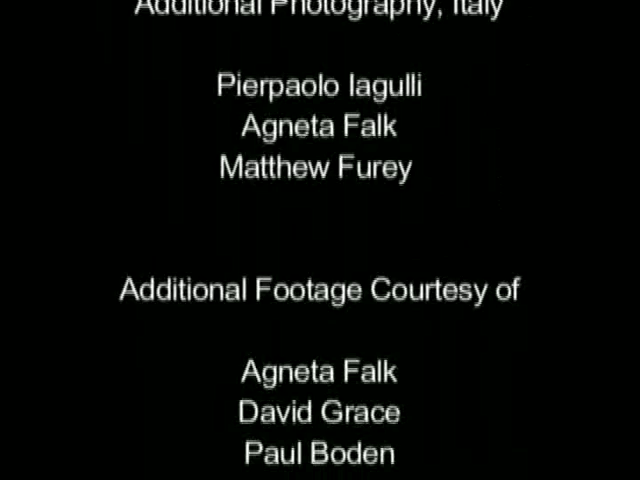 Additional Photography, Italy
Pierpaolo Iagulli
Agneta Falk
Matthew Furey
Additional Footage Courtesy of
Agneta Falk
David Grace
Paul Boden